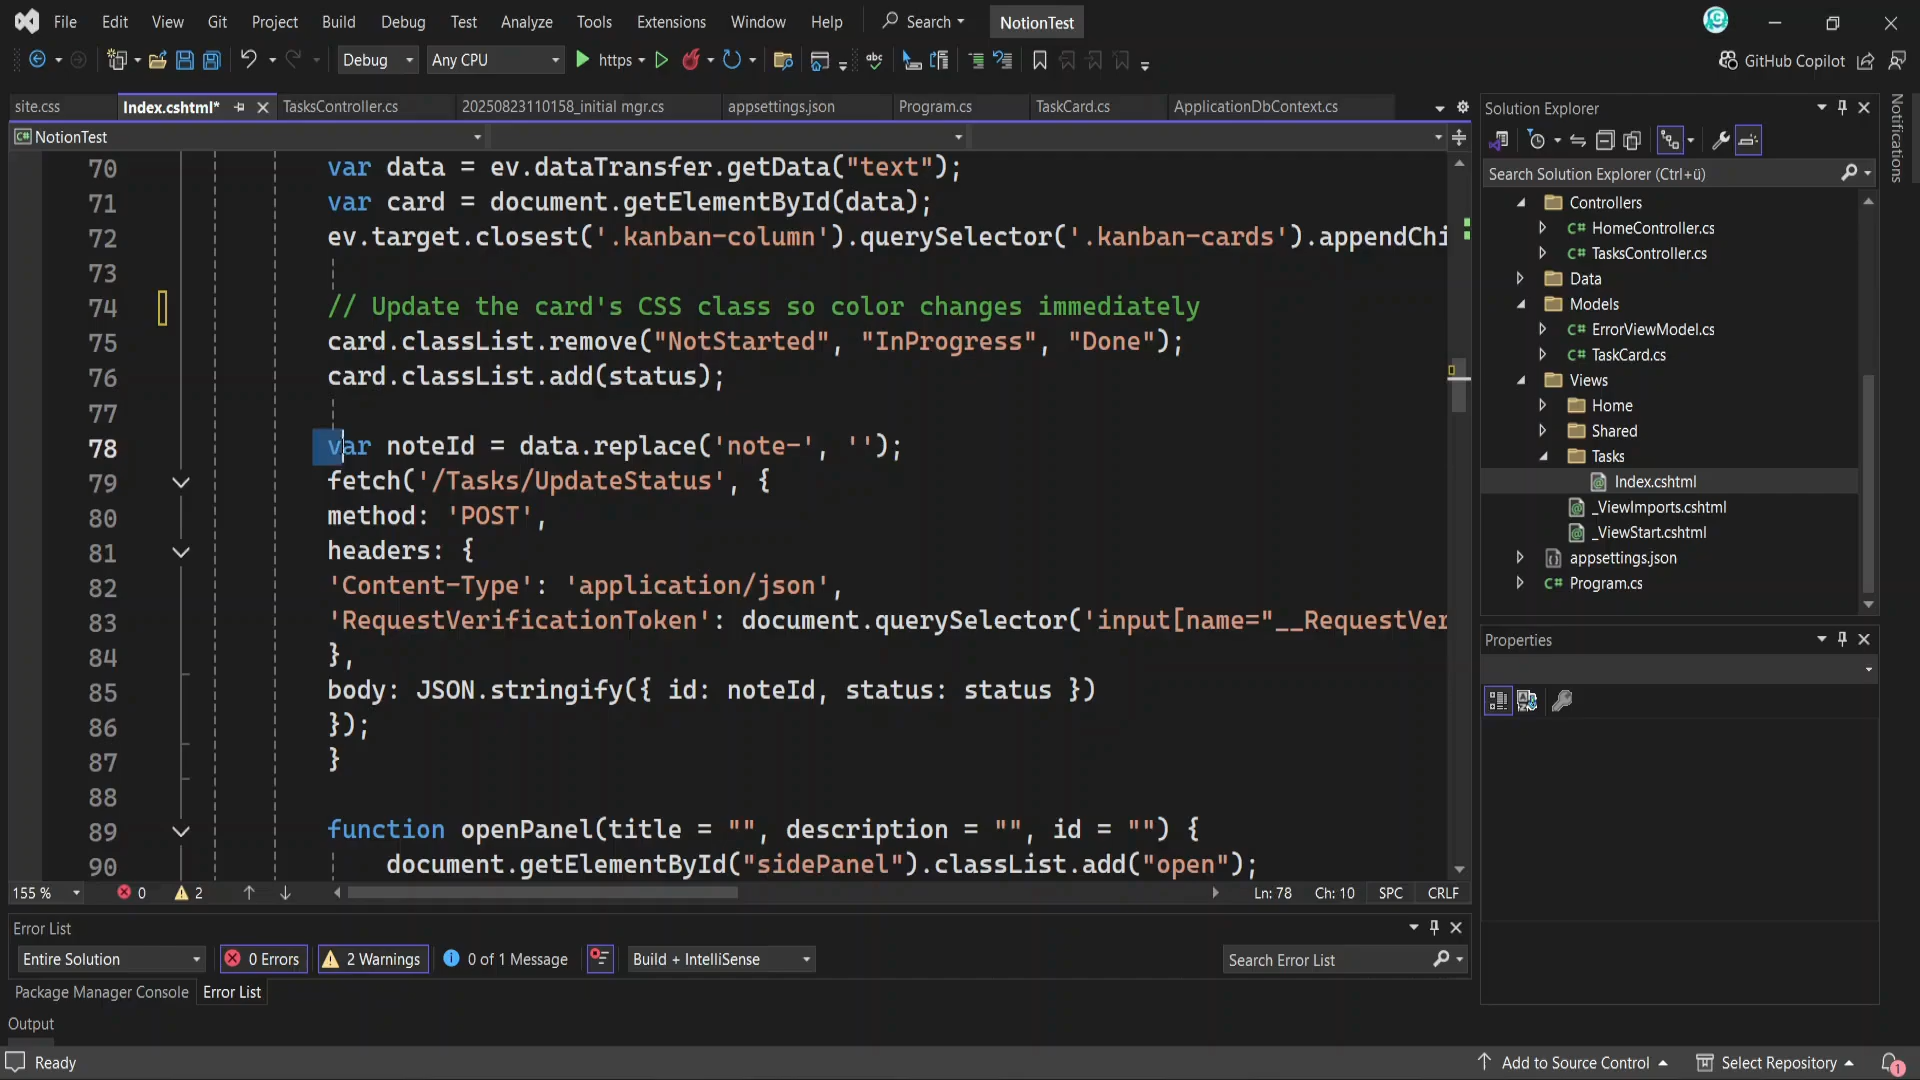 File Edit View Git Project Build Debug Test Analyze Tools Extensions Window Help Search NotionTest
Debug Any CPU https GitHub Copilot
site.css Index.cshtml* TasksController.cs 20250823110158_initial mgr.cs appsettings.json Program.cs TaskCard.cs ApplicationDbContext.cs
NotionTest
70 var data = ev.dataTransfer.getData("text");
71 var card = document.getElementById(data);
72 ev.target.closest('.kanban-column').querySelector('.kanban-cards').appendChi
73
74 // Update the card's CSS class so color changes immediately
75 card.classList.remove("NotStarted", "InProgress", "Done");
76 card.classList.add(status);
77
78 var noteId = data.replace('note-', '');
79 fetch('/Tasks/UpdateStatus', {
80 method: 'POST',
81 headers: {
82 'Content-Type': 'application/json',
83 'RequestVerificationToken': document.querySelector('input[name="__RequestVer
84 },
85 body: JSON.stringify({ id: noteId, status: status })
86 });
87 }
88
89 function openPanel(title = "", description = "", id = "") {
90 document.getElementById("sidePanel").classList.add("open");
155 % 0 2 Ln: 78 Ch: 10 SPC CRLF
Error List
Entire Solution 0 Errors 2 Warnings 0 of 1 Message Build + IntelliSense Search Error List
Package Manager Console Error List
Output
Ready Add to Source Control Select Repository 1
Solution Explorer
Search Solution Explorer (Ctrl+ü)
Controllers
C# HomeController.cs
C# TasksController.cs
Data
Models
C# ErrorViewModel.cs
C# TaskCard.cs
Views
Home
Shared
Tasks
Index.cshtml
_ViewImports.cshtml
_ViewStart.cshtml
appsettings.json
C# Program.cs
Properties
Notifications